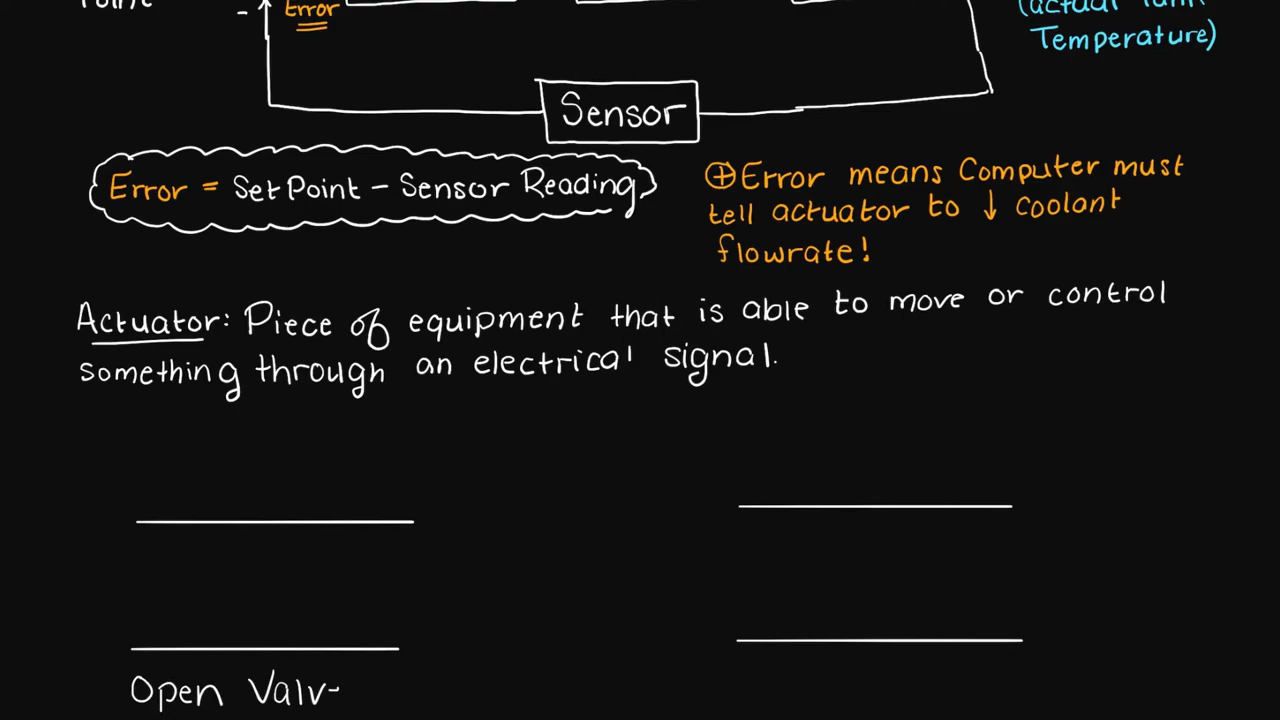 Error
(actual Tank
Temperature)
Sensor
Error = Set Point - Sensor Reading
⊕ Error means Computer must
tell actuator to ↓ coolant
flowrate!
Actuator: Piece of equipment that is able to move or control
something through an electrical signal.
Open Valv